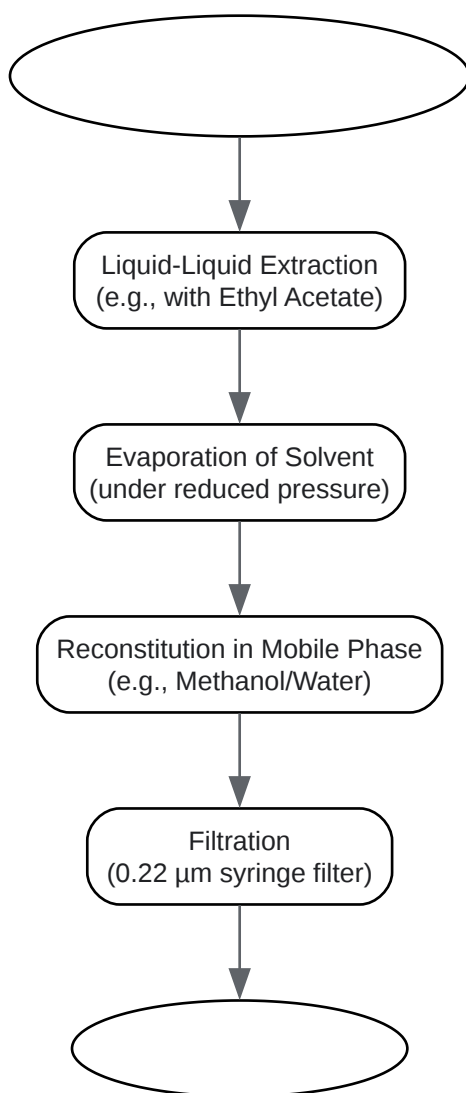 Liquid-Liquid Extraction
(e.g., with Ethyl Acetate)
Evaporation of Solvent
(under reduced pressure)
Reconstitution in Mobile Phase
(e.g., Methanol/Water)
Filtration
(0.22 µm syringe filter)